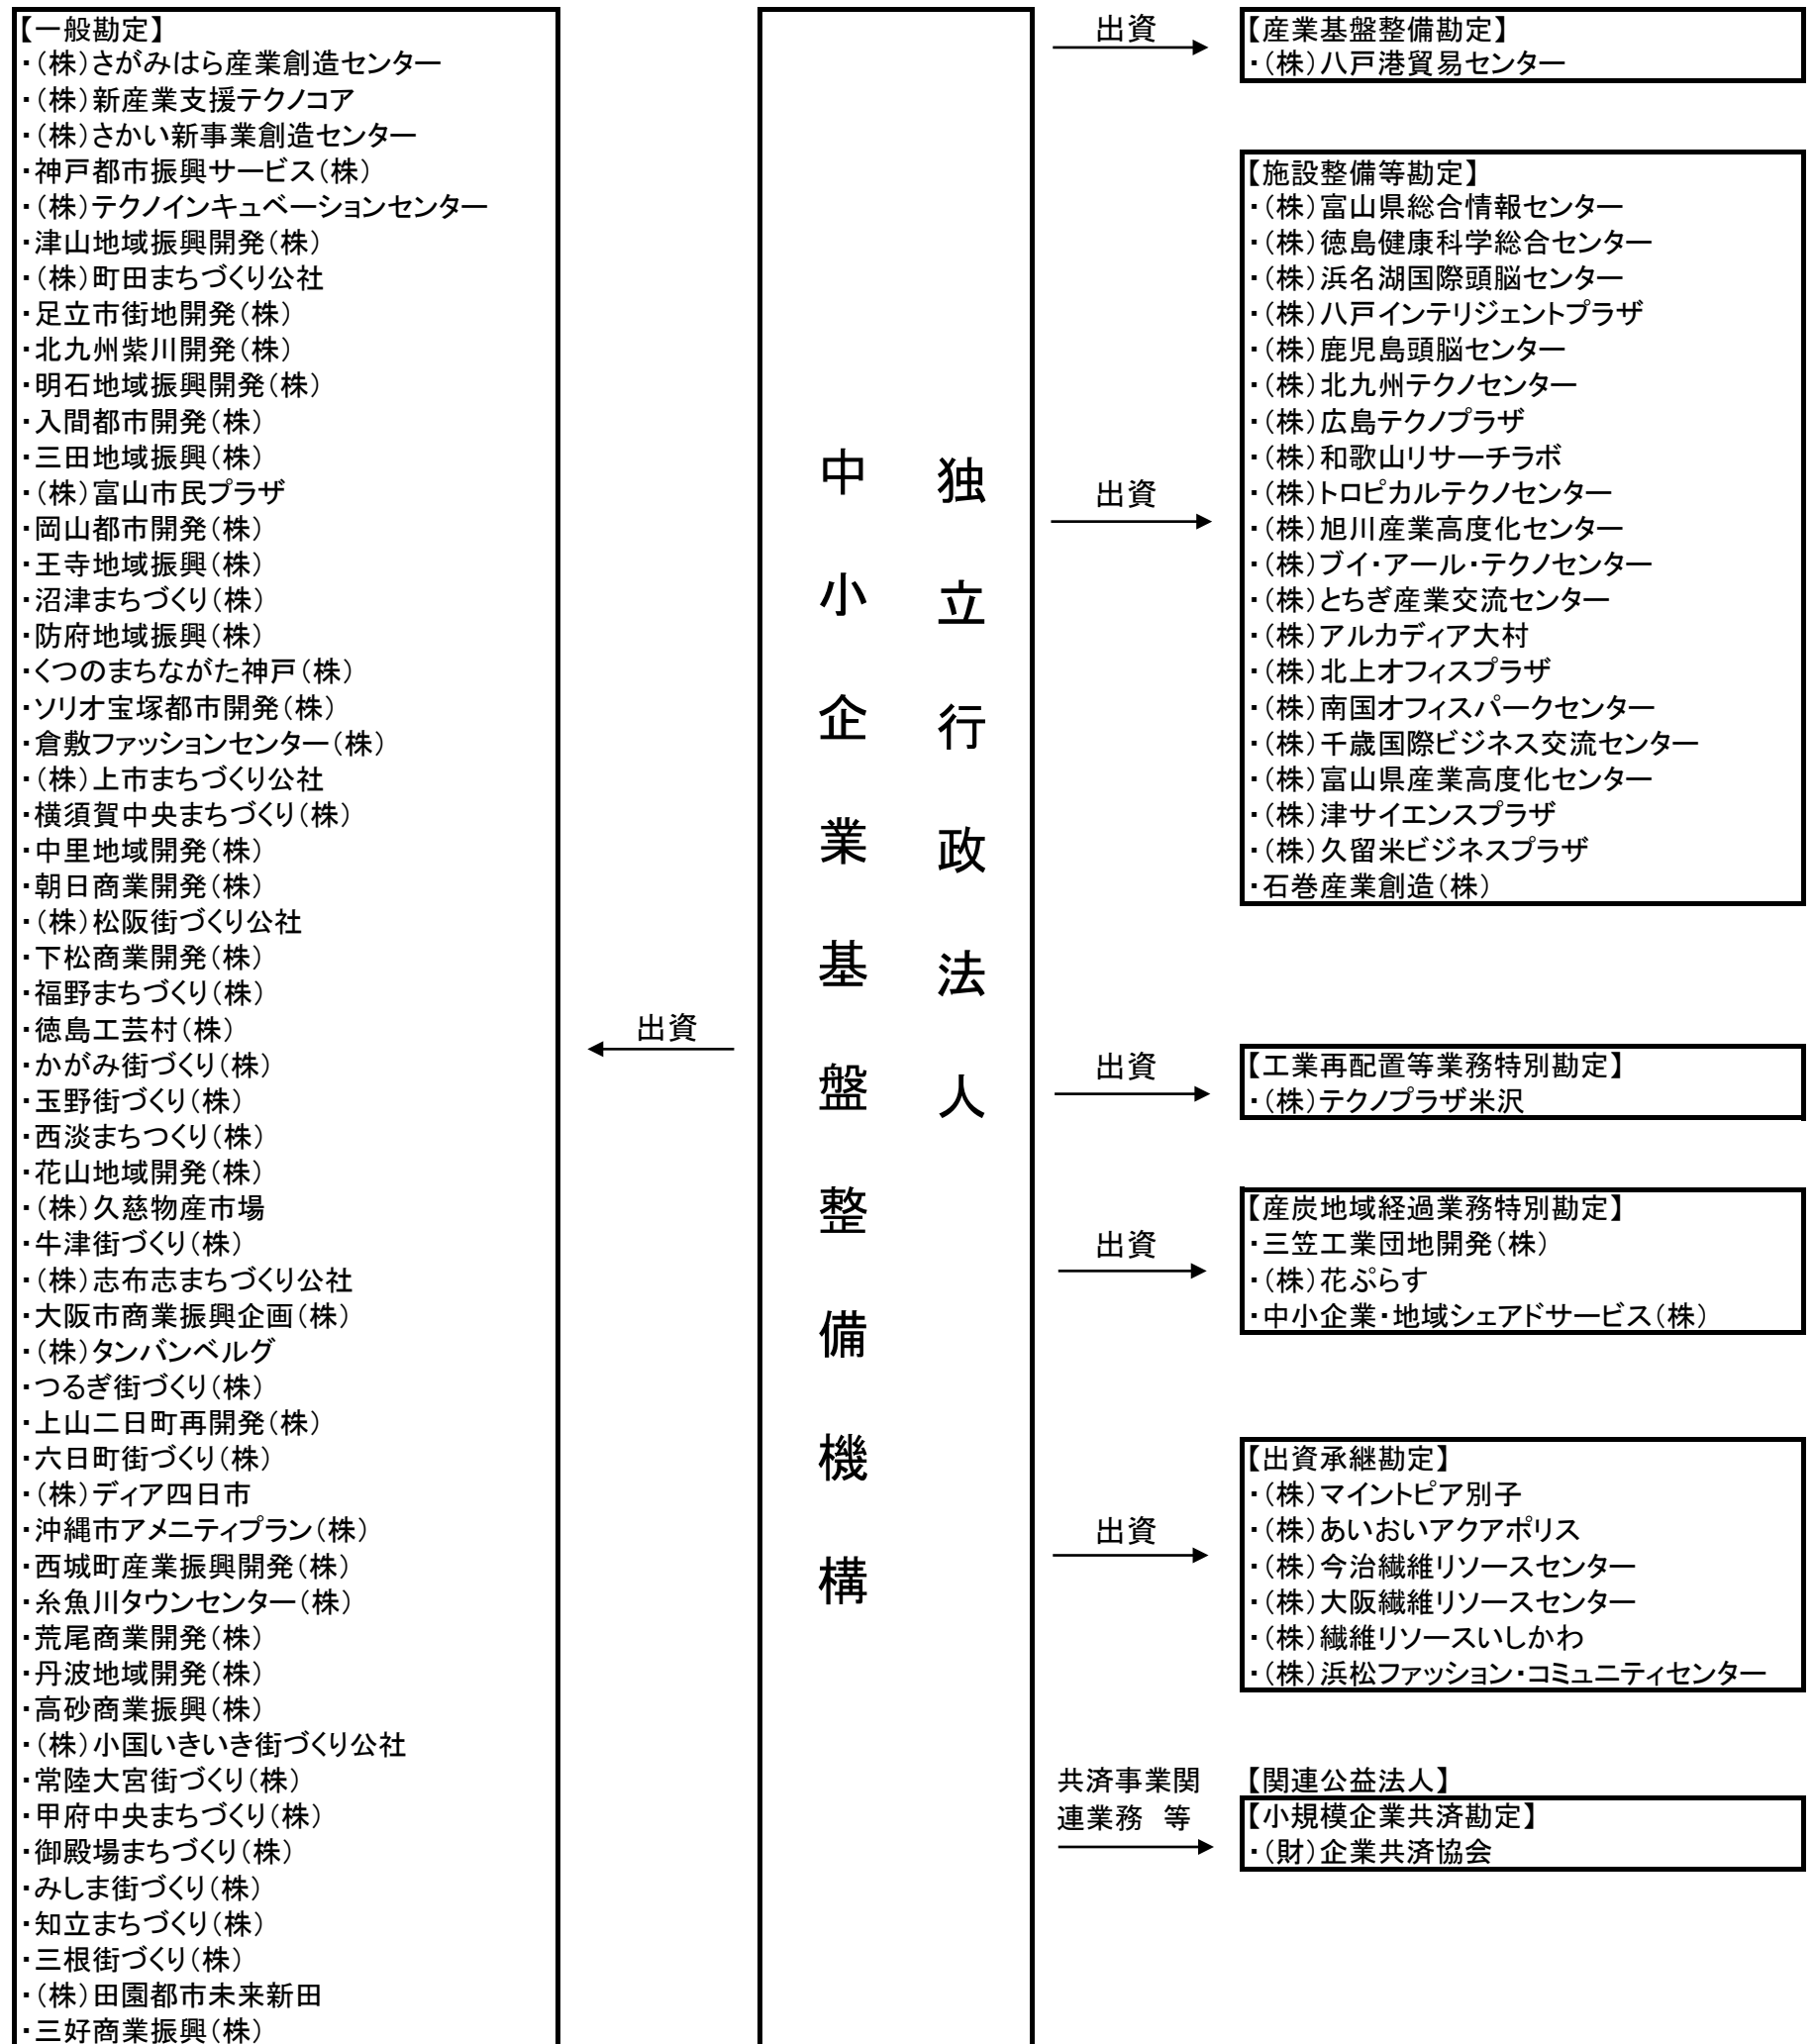 【一般勘定】
・(株)さがみはら産業創造センター
・(株)新産業支援テクノコア
・(株)さかい新事業創造センター
・神戸都市振興サービス(株)
・(株)テクノインキュベーションセンター
・津山地域振興開発(株)
・(株)町田まちづくり公社
・足立市街地開発(株)
・北九州紫川開発(株)
・明石地域振興開発(株)
・入間都市開発(株)
・三田地域振興(株)
・(株)富山市民プラザ
・岡山都市開発(株)
・王寺地域振興(株)
・沼津まちづくり(株)
・防府地域振興(株)
・くつのまちながた神戸(株)
・ソリオ宝塚都市開発(株)
・倉敷ファッションセンター(株)
・(株)上市まちづくり公社
・横須賀中央まちづくり(株)
・中里地域開発(株)
・朝日商業開発(株)
・(株)松阪街づくり公社
・下松商業開発(株)
・福野まちづくり(株)
・徳島工芸村(株)
・かがみ街づくり(株)
・玉野街づくり(株)
・西淡まちつくり(株)
・花山地域開発(株)
・(株)久慈物産市場
・牛津街づくり(株)
・(株)志布志まちづくり公社
・大阪市商業振興企画(株)
・(株)タンバンベルグ
・つるぎ街づくり(株)
・上山二日町再開発(株)
・六日町街づくり(株)
・(株)ディア四日市
・沖縄市アメニティプラン(株)
・西城町産業振興開発(株)
・糸魚川タウンセンター(株)
・荒尾商業開発(株)
・丹波地域開発(株)
・高砂商業振興(株)
・(株)小国いきいき街づくり公社
・常陸大宮街づくり(株)
・甲府中央まちづくり(株)
・御殿場まちづくり(株)
・みしま街づくり(株)
・知立まちづくり(株)
・三根街づくり(株)
・(株)田園都市未来新田
・三好商業振興(株)
出資
独立行政法人
中小企業基盤整備機構
出資
【産業基盤整備勘定】
・(株)八戸港貿易センター
出資
【施設整備等勘定】
・(株)富山県総合情報センター
・(株)徳島健康科学総合センター
・(株)浜名湖国際頭脳センター
・(株)八戸インテリジェントプラザ
・(株)鹿児島頭脳センター
・(株)北九州テクノセンター
・(株)広島テクノプラザ
・(株)和歌山リサーチラボ
・(株)トロピカルテクノセンター
・(株)旭川産業高度化センター
・(株)ブイ・アール・テクノセンター
・(株)とちぎ産業交流センター
・(株)アルカディア大村
・(株)北上オフィスプラザ
・(株)南国オフィスパークセンター
・(株)千歳国際ビジネス交流センター
・(株)富山県産業高度化センター
・(株)津サイエンスプラザ
・(株)久留米ビジネスプラザ
・石巻産業創造(株)
出資
【工業再配置等業務特別勘定】
・(株)テクノプラザ米沢
出資
【産炭地域経過業務特別勘定】
・三笠工業団地開発(株)
・(株)花ぷらす
・中小企業・地域シェアドサービス(株)
出資
【出資承継勘定】
・(株)マイントピア別子
・(株)あいおいアクアポリス
・(株)今治繊維リソースセンター
・(株)大阪繊維リソースセンター
・(株)繊維リソースいしかわ
・(株)浜松ファッション・コミュニティセンター
共済事業関
連業務 等
【関連公益法人】
【小規模企業共済勘定】
・(財)企業共済協会